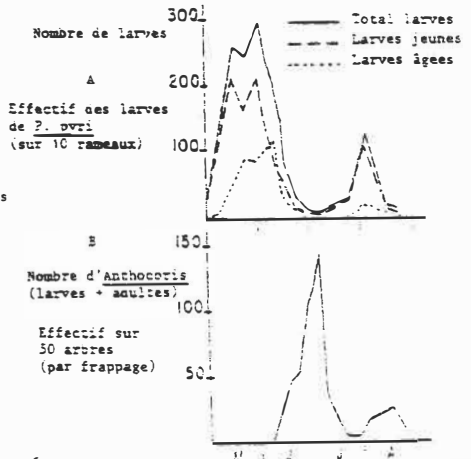 300
Nombre de larves
Total larves
Larves jeunes
Larves âgées
A
200
Effectif des larves
de P. pyri
(sur 10 rameaux)
100
s
B
150
Nombre d'Anthocoris
(larves + adultes)
100
Effectif sur
50 arbres
(par frappage)
50